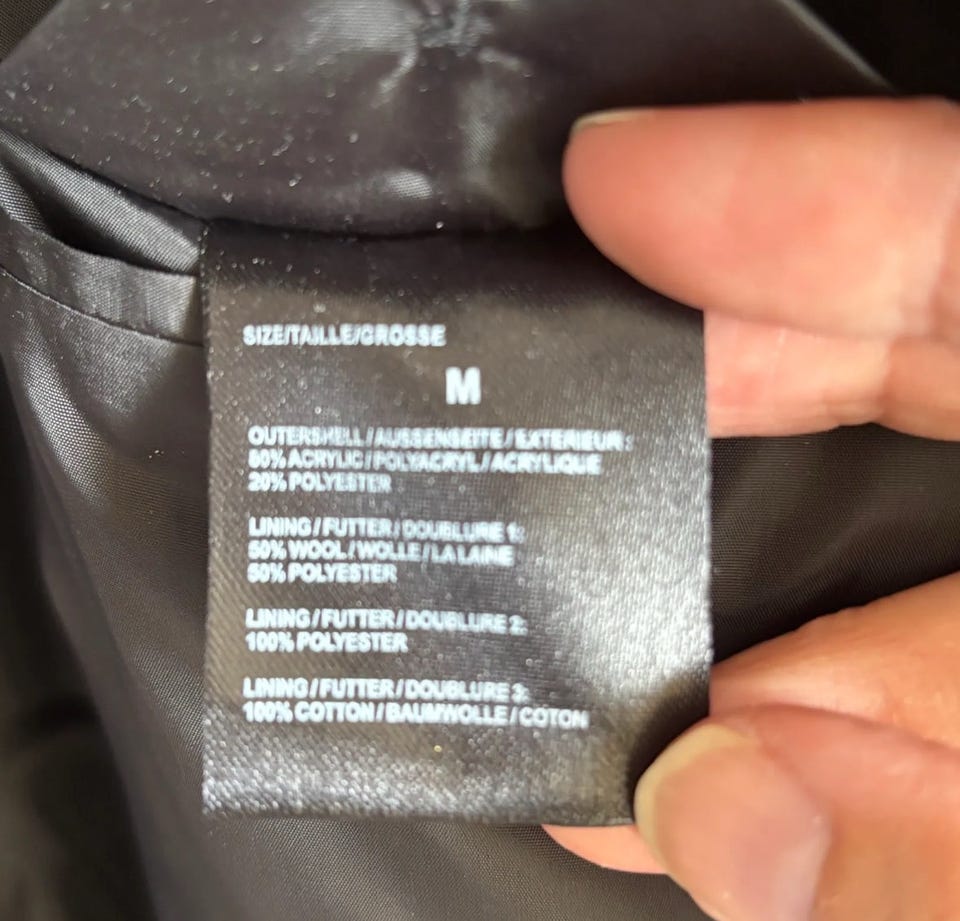 SIZE/TAILLE/GROSSE
M
OUTERSHELL / AUSSENSEITE / EXTERIEUR :
80% ACRYLIC / POLYACRYL / ACRYLIQUE
20% POLYESTER
LINING / FUTTER / DOUBLURE 1:
50% WOOL / WOLLE / LA LAINE
50% POLYESTER
LINING / FUTTER / DOUBLURE 2:
100% POLYESTER
LINING / FUTTER / DOUBLURE 3:
100% COTTON / BAUMWOLLE / COTON